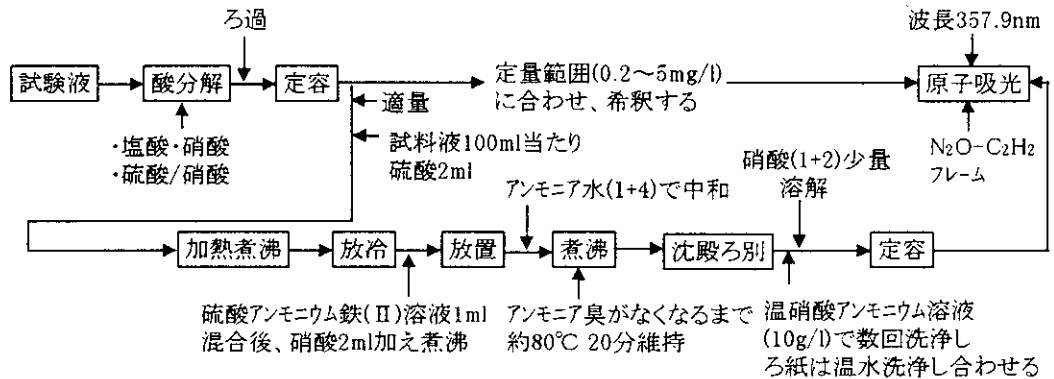 ろ過
波長357.9nm
試験液
酸分解
定容
定量範囲(0.2～5mg/l)
に合わせ、希釈する
原子吸光
適量
・塩酸・硝酸
・硫酸/硝酸
試料液100ml当たり
硫酸2ml
N2O-C2H2
フレーム
アンモニア水(1+4)で中和
硝酸(1+2)少量
溶解
加熱煮沸
放冷
放置
煮沸
沈殿ろ別
定容
硫酸アンモニウム鉄(Ⅱ)溶液1ml
混合後、硝酸2ml加え煮沸
アンモニア臭がなくなるまで
約80℃ 20分維持
温硝酸アンモニウム溶液
(10g/l)で数回洗浄し
ろ紙は温水洗浄し合わせる